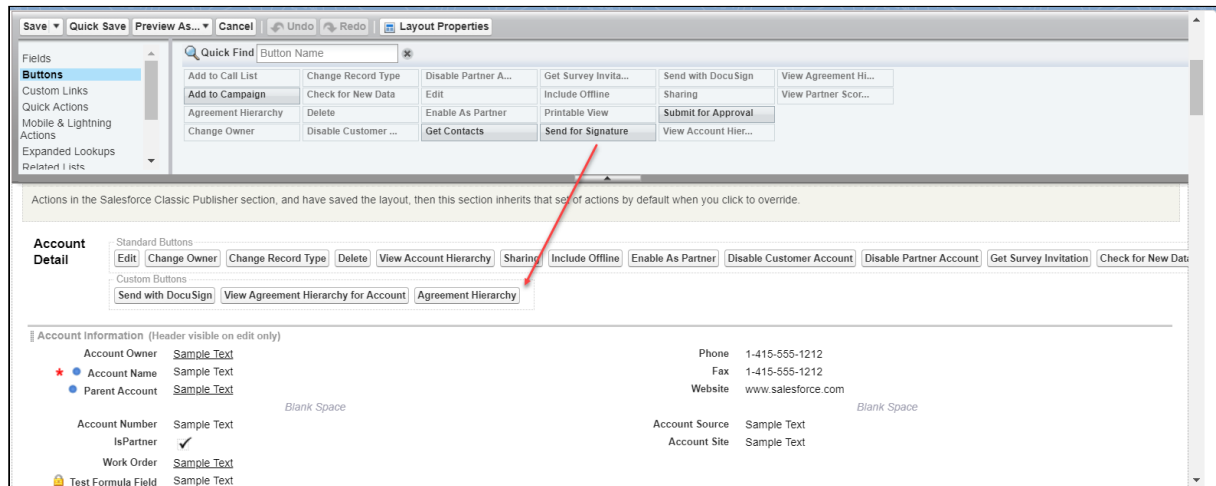 Save Quick Save Preview As... Cancel Undo Redo Layout Properties
Fields
Buttons
Custom Links
Quick Actions
Mobile & Lightning
Actions
Expanded Lookups
Related Lists
Quick Find Button Name
Add to Call List Change Record Type Disable Partner A... Get Survey Invita... Send with DocuSign View Agreement Hi...
Add to Campaign Check for New Data Edit Include Offline Sharing View Partner Scor...
Agreement Hierarchy Delete Enable As Partner Printable View Submit for Approval
Change Owner Disable Customer ... Get Contacts Send for Signature View Account Hier...
Actions in the Salesforce Classic Publisher section, and have saved the layout, then this section inherits that set of actions by default when you click to override.
Account
Detail
Standard Buttons
Edit Change Owner Change Record Type Delete View Account Hierarchy Sharing Include Offline Enable As Partner Disable Customer Account Disable Partner Account Get Survey Invitation Check for New Data
Custom Buttons
Send with DocuSign View Agreement Hierarchy for Account Agreement Hierarchy
Account Information (Header visible on edit only)
Account Owner Sample Text Phone 1-415-555-1212
* Account Name Sample Text Fax 1-415-555-1212
Parent Account Sample Text Website www.salesforce.com
Blank Space Blank Space
Account Number Sample Text Account Source Sample Text
IsPartner Account Site Sample Text
Work Order Sample Text
Test Formula Field Sample Text